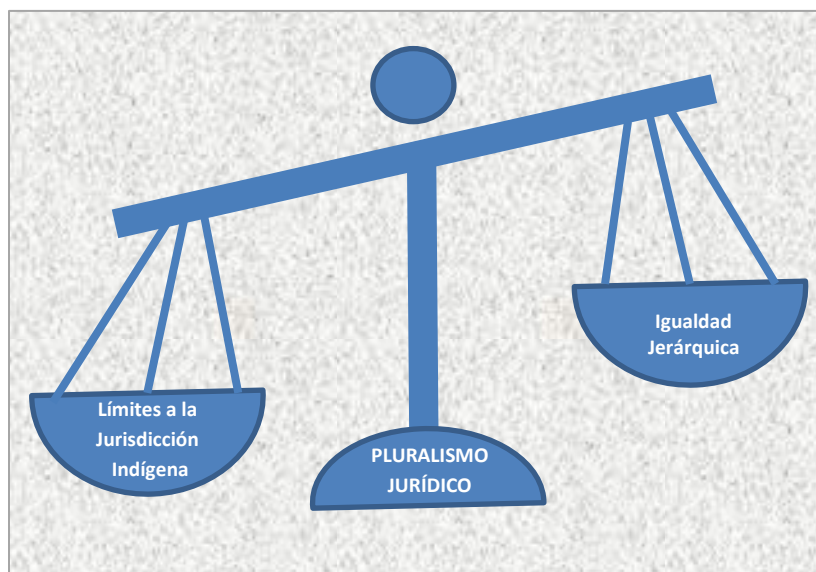 Igualdad
Jerárquica
Límites a la
Jurisdicción
Indígena
PLURALISMO
JURÍDICO